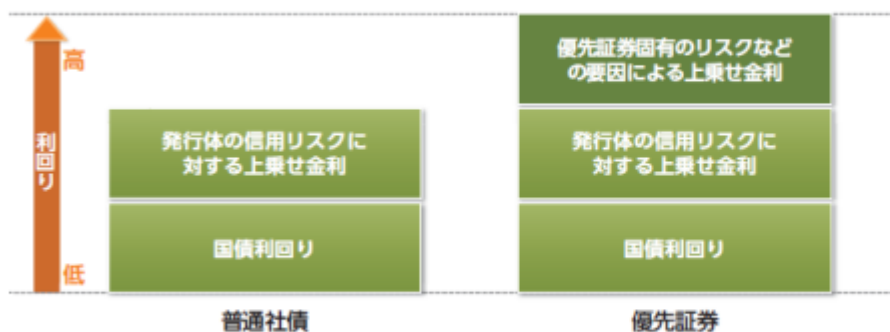 高
利回り
低
優先証券固有のリスクなど
の要因による上乗せ金利
発行体の信用リスクに
対する上乗せ金利
発行体の信用リスクに
対する上乗せ金利
国債利回り
国債利回り
普通社債
優先証券